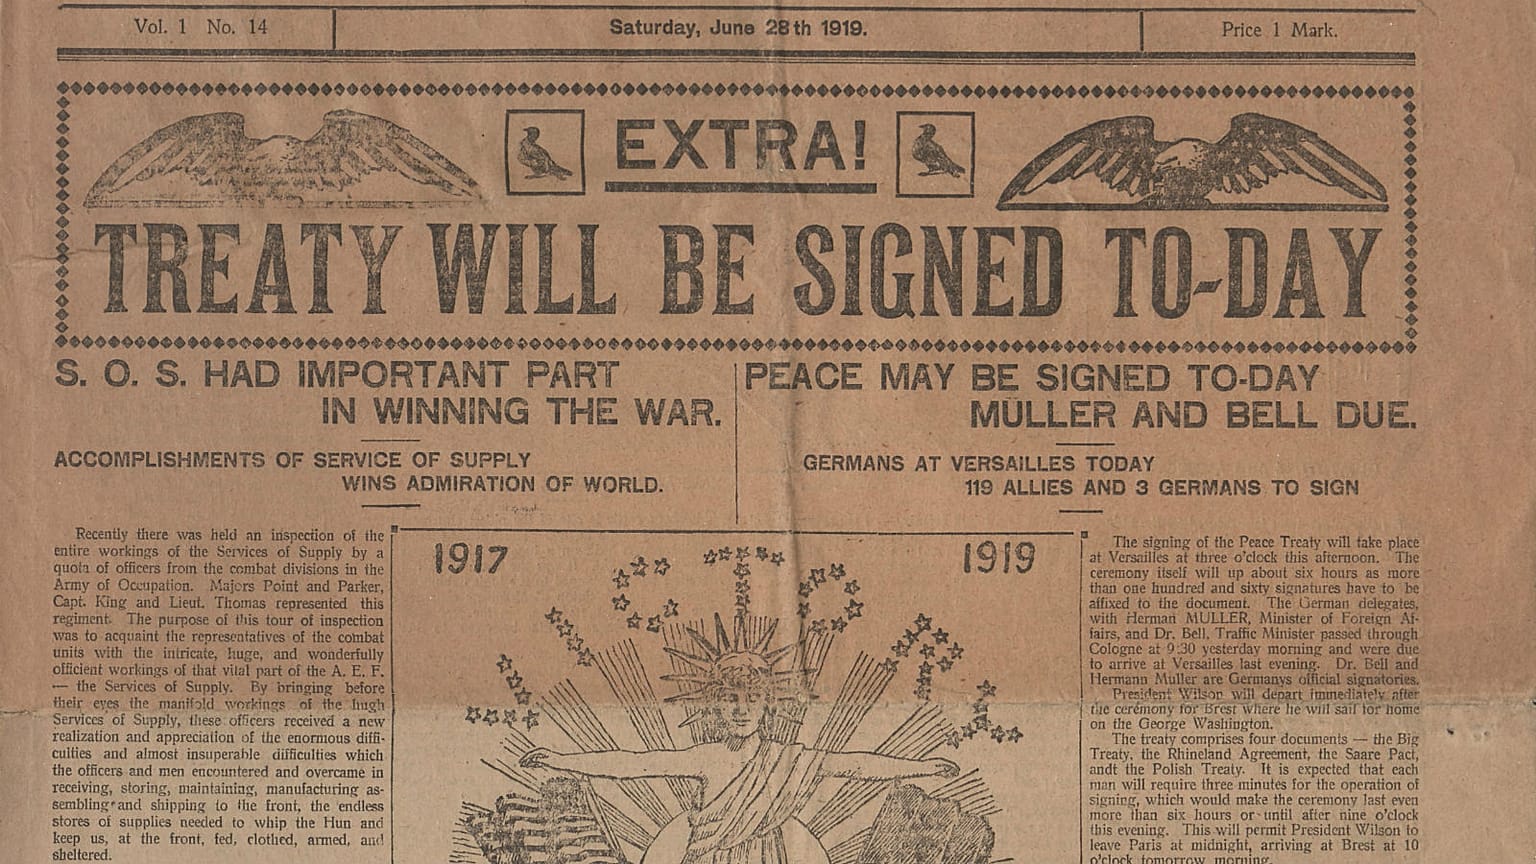 Vol. 1 No. 14
Saturday, June 28th 1919.
Price 1 Mark.
EXTRA!
TREATY WILL BE SIGNED TO-DAY
S. O. S. HAD IMPORTANT PART
IN WINNING THE WAR.
ACCOMPLISHMENTS OF SERVICE OF SUPPLY
WINS ADMIRATION OF WORLD.
Recently there was held an inspection of the
entire workings of the Services of Supply by a
quota of officers from the combat divisions in the
Army of Occupation. Majors Point and Parker,
Capt. King and Lieut. Thomas represented this
regiment. The purpose of this tour of inspection
was to acquaint the representatives of the combat
units with the intricate, huge, and wonderfully
officient workings of that vital part of the A. E. F.
— the Services of Supply. By bringing before
their eyes the manifold workings of the hugh
Services of Supply, these officers received a new
realization and appreciation of the enormous diffi-
culties and almost insuperable difficulties which
the officers and men encountered and overcame in
receiving, storing, maintaining, manufacturing as-
sembling and shipping to the front, the endless
stores of supplies needed to whip the Hun and
keep us, at the front, fed, clothed, armed, and
sheltered.
1917
1919
VICTORY
PEACE MAY BE SIGNED TO-DAY
MÜLLER AND BELL DUE.
GERMANS AT VERSAILLES TODAY
119 ALLIES AND 3 GERMANS TO SIGN
The signing of the Peace Treaty will take place
at Versailles at three o'clock this afternoon. The
ceremony itself will up about six hours as more
than one hundred and sixty signatures have to be
affixed to the document. The German delegates,
with Herman MULLER, Minister of Foreign Af-
fairs, and Dr. Bell, Traffic Minister passed through
Cologne at 9:30 yesterday morning and were due
to arrive at Versailles last evening. Dr. Bell and
Hermann Muller are Germanys official signatories.
President Wilson will depart immediately after
the ceremony for Brest where he will sail for home
on the George Washington.
The treaty comprises four documents — the Big
Treaty, the Rhineland Agreement, the Saare Pact,
andt the Polish Treaty. It is expected that each
man will require three minutes for the operation of
signing, which would make the ceremony last even
more than six hours or until after nine o'clock
this evening. This will permit President Wilson to
leave Paris at midnight, arriving at Brest at 10
o'clock tomorrow morning.